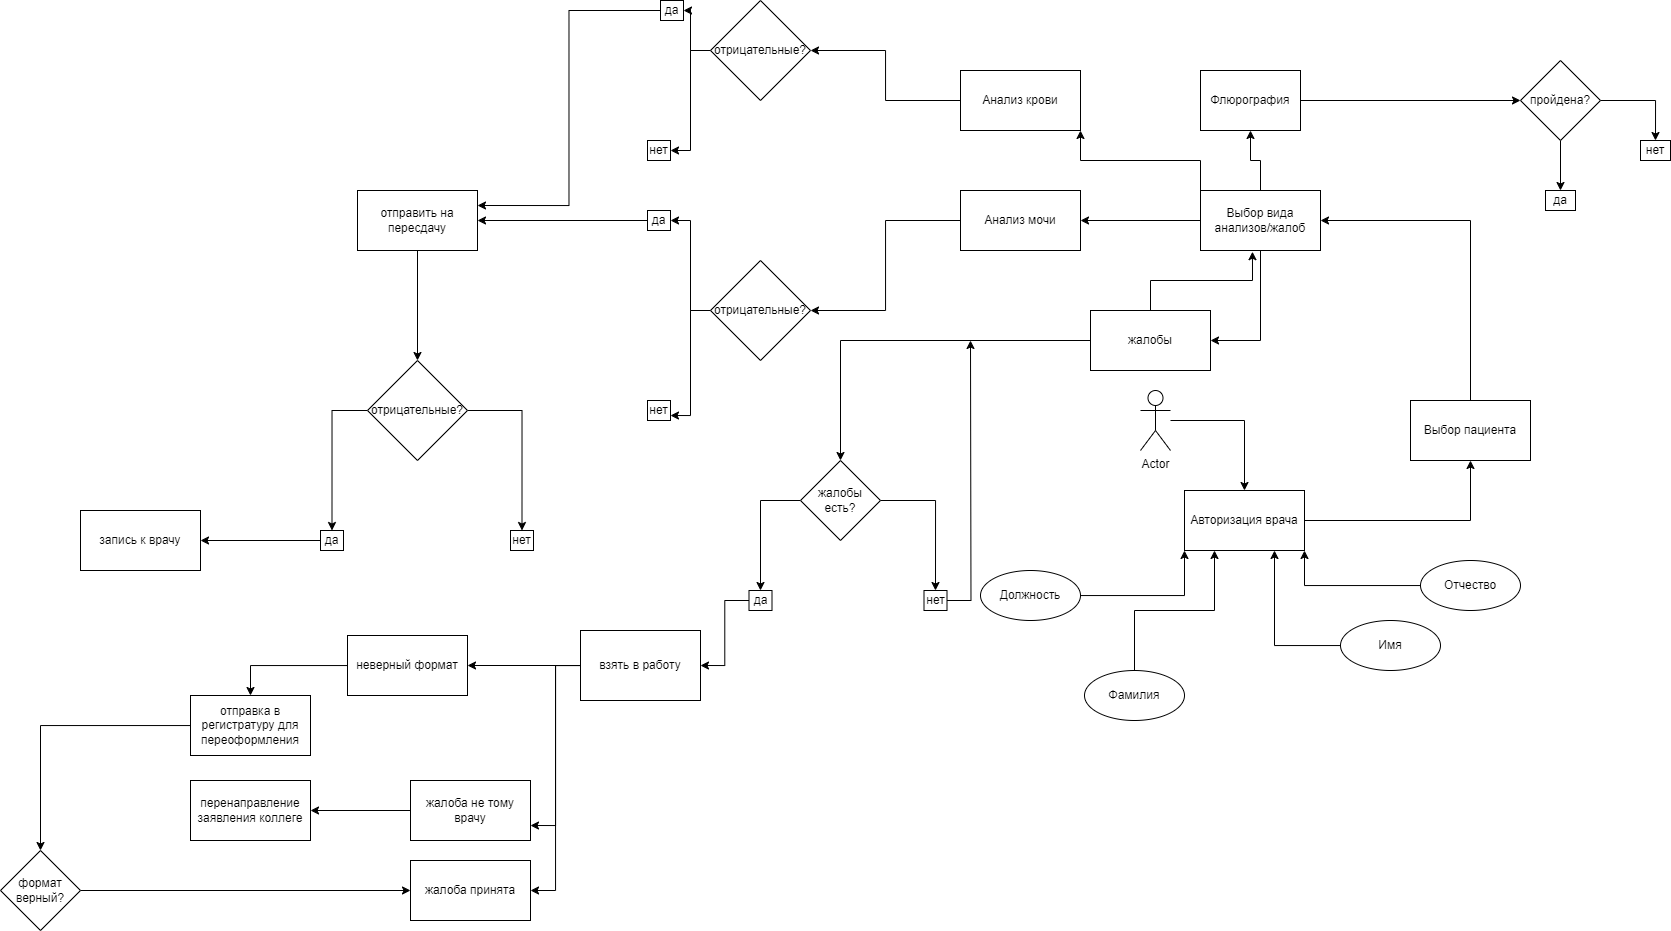 да
отрицательные?
Анализ крови
Флюрография
пройдена?
нет
нет
да
отправить на
пересдачу
да
Анализ мочи
Выбор вида
анализов/жалоб
отрицательные?
жалобы
отрицательные?
нет
Выбор пациента
Actor
жалобы
есть?
Авторизация врача
запись к врачу
да
нет
да
нет
Должность
Отчество
Имя
Фамилия
неверный формат
взять в работу
отправка в
регистратуру для
переоформления
перенаправление
заявления коллеге
жалоба не тому
врачу
формат
верный?
жалоба принята